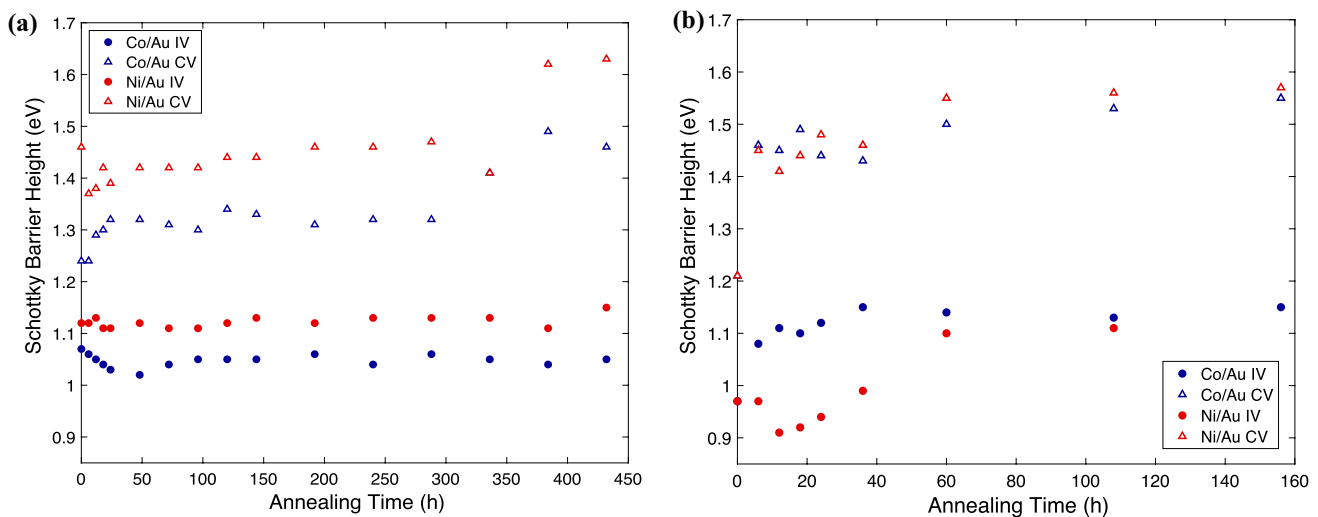 (a)
Schottky Barrier Height (eV)
1.7
1.6
1.5
1.4
1.3
1.2
1.1
1
0.9
Co/Au IV
Co/Au CV
Ni/Au IV
Ni/Au CV
0 50 100 150 200 250 300 350 400 450
Annealing Time (h)
(b)
Schottky Barrier Height (eV)
1.7
1.6
1.5
1.4
1.3
1.2
1.1
1
0.9
Co/Au IV
Co/Au CV
Ni/Au IV
Ni/Au CV
0 20 40 60 80 100 120 140 160
Annealing Time (h)